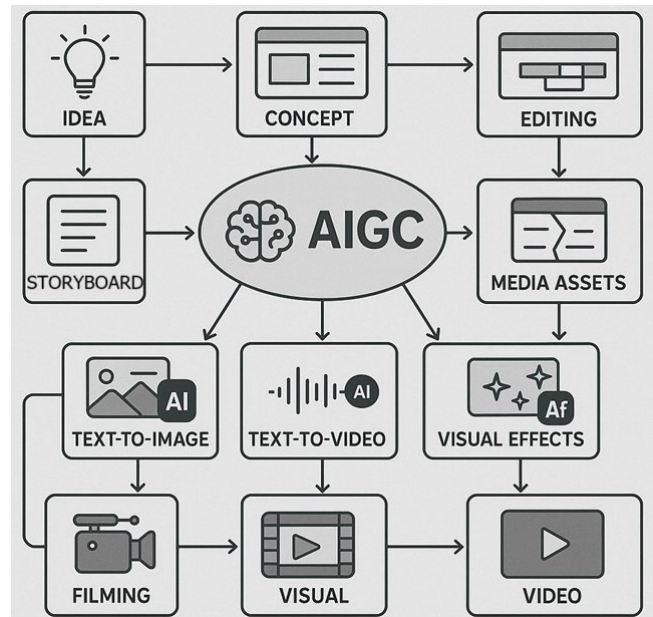 IDEA
CONCEPT
EDITING
STORYBOARD
AIGC
MEDIA ASSETS
AI
TEXT-TO-IMAGE
AI
TEXT-TO-VIDEO
Af
VISUAL EFFECTS
FILMING
VISUAL
VIDEO